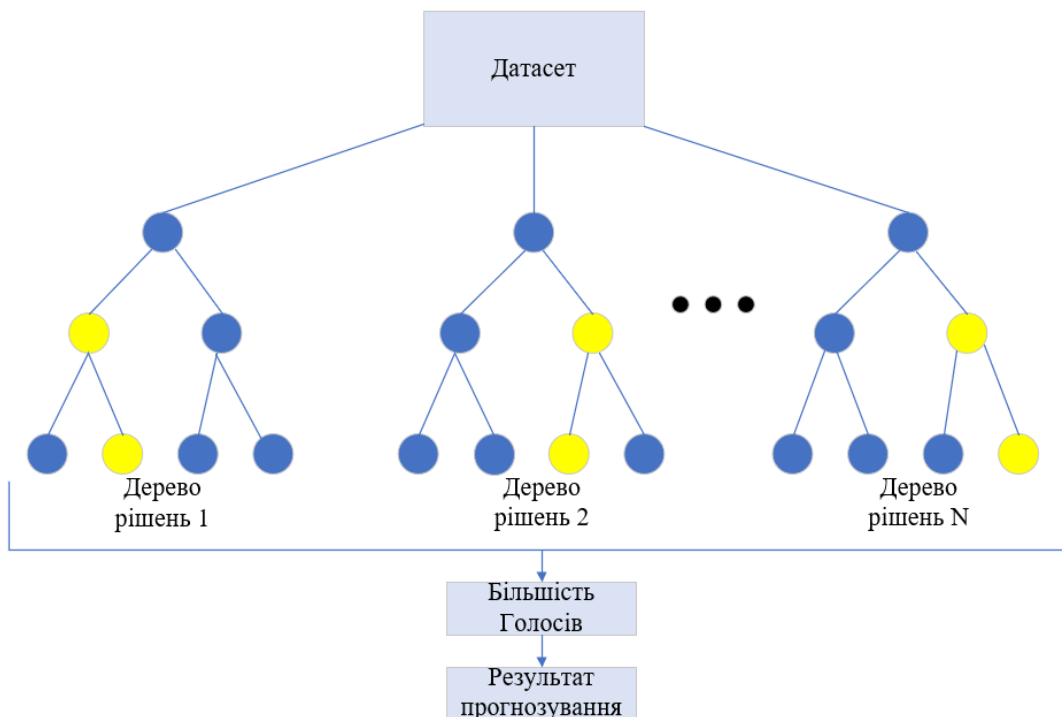 Датасет
Дерево
рішень 1
Дерево
рішень 2
Дерево
рішень N
Більшість
Голосів
Результат
прогнозування